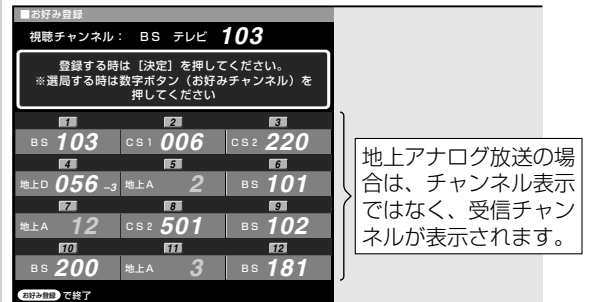 ■お好み登録
視聴チャンネル： BS テレビ 103
登録する時は［決定］を押してください。
※選局する時は数字ボタン（お好みチャンネル）を
押してください
1 2 3
BS 103 CS1 006 CS2 220
4 5 6
地上D 056-3 地上A 2 BS 101
7 8 9
地上A 12 CS2 501 BS 102
10 11 12
BS 200 地上A 3 BS 181
お好み登録 で終了
地上アナログ放送の場
合は、チャンネル表示
ではなく、受信チャン
ネルが表示されます。